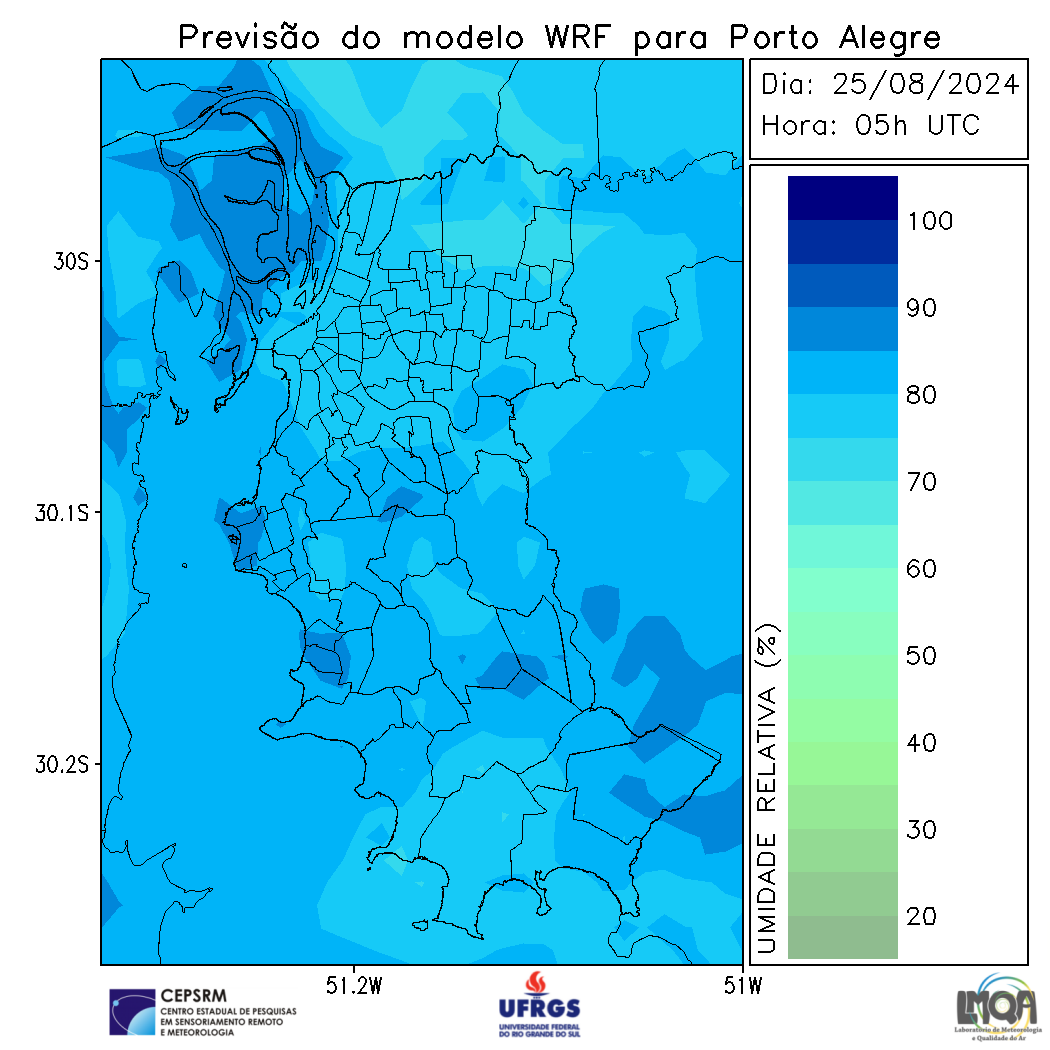 Previsão do modelo WRF para Porto Alegre
Dia: 25/08/2024
Hora: 05h UTC
30S
30.1S
30.2S
51.2W
51W
100
90
80
70
60
50
40
30
20
UMIDADE RELATIVA (%)
CEPSRM
CENTRO ESTADUAL DE PESQUISAS
EM SENSORIAMENTO REMOTO
E METEOROLOGIA
UFRGS
UNIVERSIDADE FEDERAL
DO RIO GRANDE DO SUL
LMQA
Laboratório de Meteorologia
e Qualidade do Ar